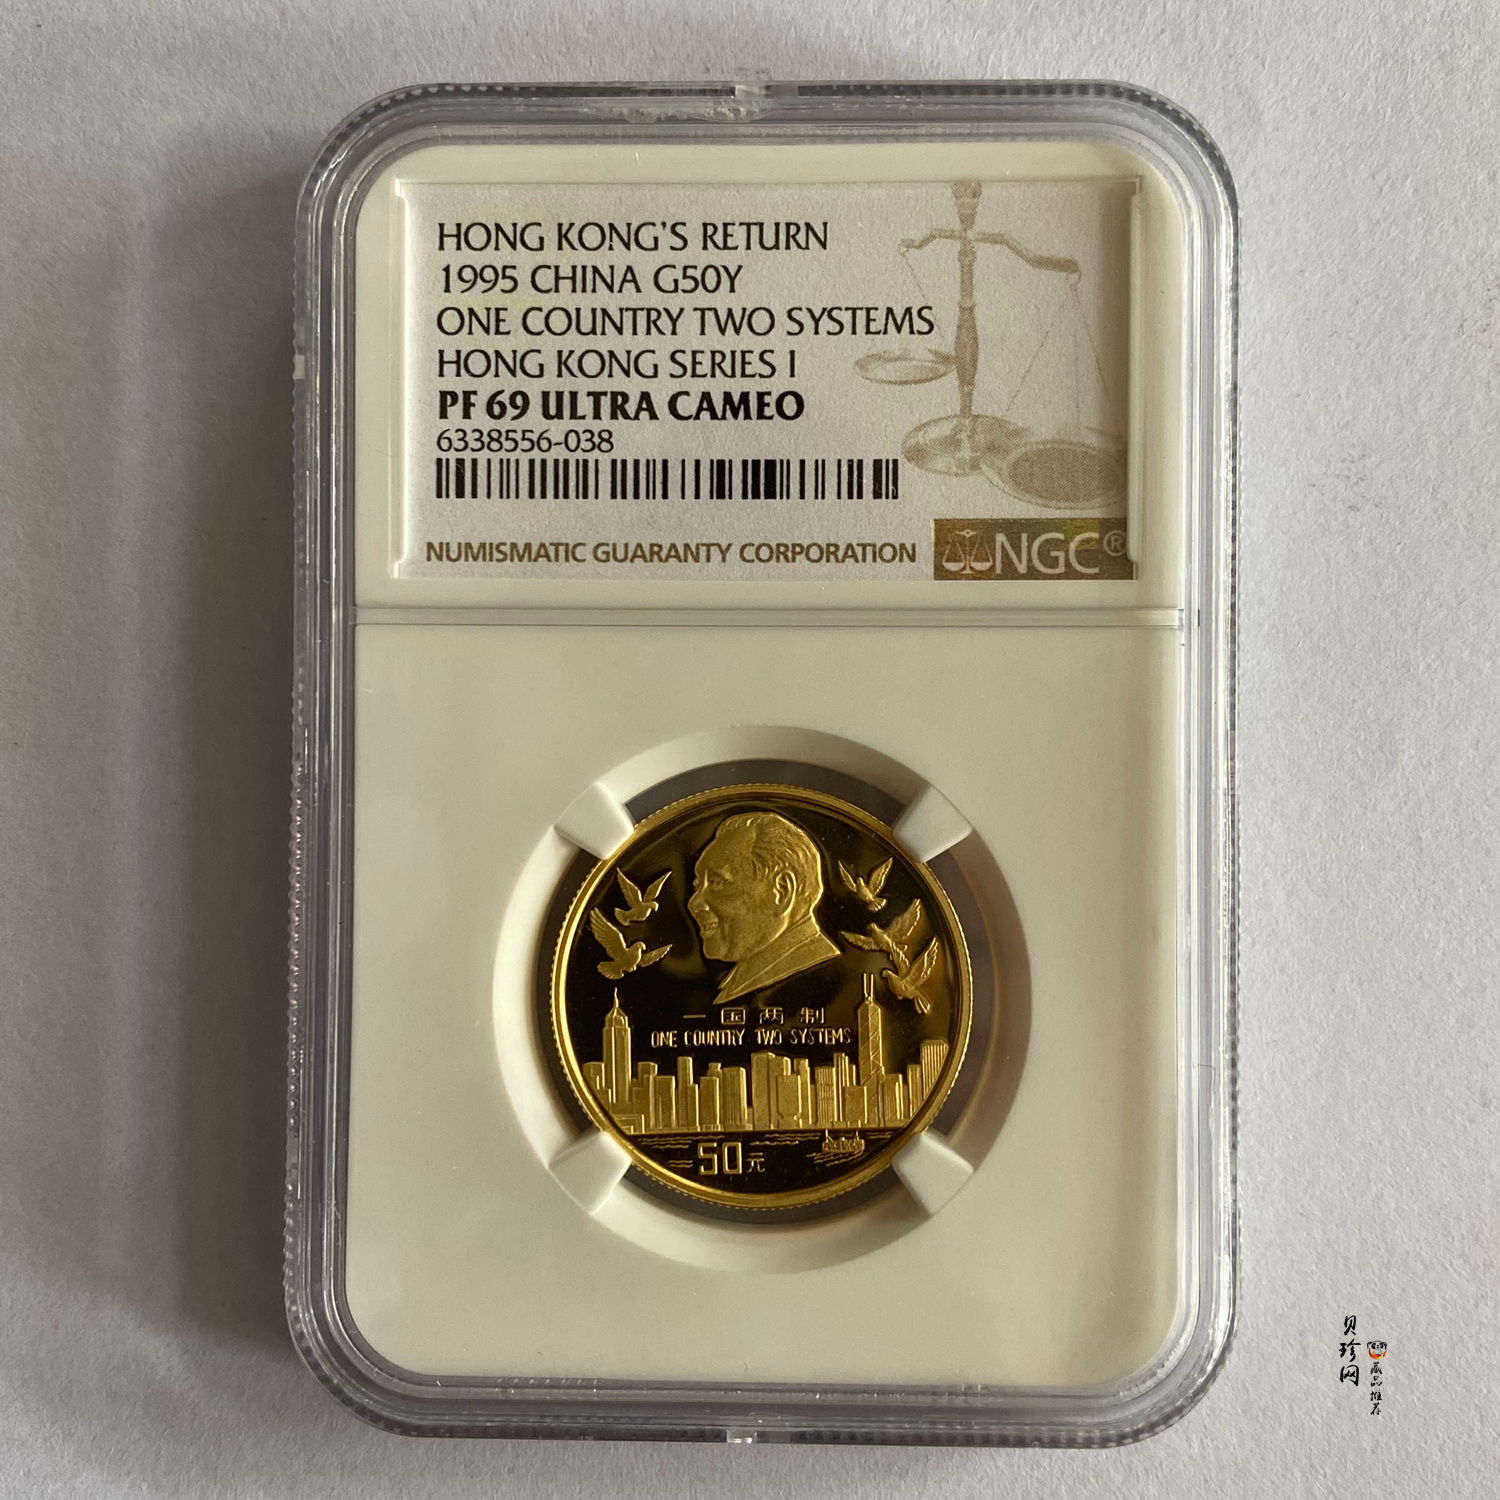 HONG KONG'S RETURN
1995 CHINA G50Y
ONE COUNTRY TWO SYSTEMS
HONG KONG SERIES I
PF 69 ULTRA CAMEO
6338556-038
NUMISMATIC GUARANTY CORPORATION
NGC®
一国两制
ONE COUNTRY TWO SYSTEMS
50元
贝珍网
藏品推荐